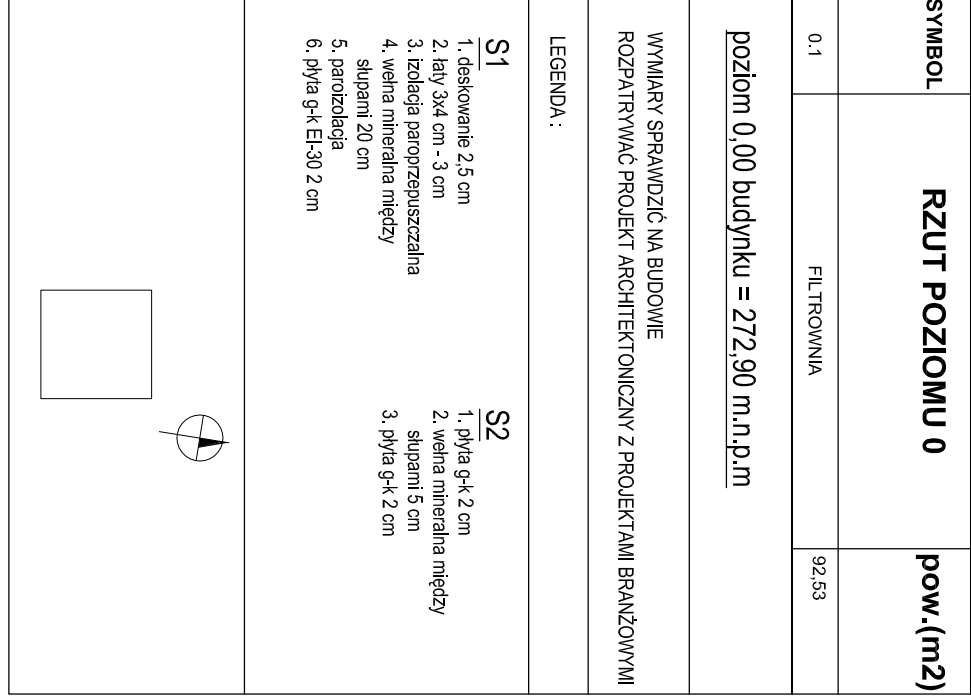 SYMBOL RZUT POZIOMU 0 pow.(m2)
0.1 FILTROWNIA 92,53
poziom 0,00 budynku = 272,90 m.n.p.m
WYMIARY SPRAWDZIĆ NA BUDOWIE
ROZPATRYWAĆ PROJEKT ARCHITEKTONICZNY Z PROJEKTAMI BRANŻOWYMI
LEGENDA :
S1
1. deskowanie 2,5 cm
2. łaty 3x4 cm - 3 cm
3. izolacja paroprzepuszczalna
4. wełna mineralna między
słupami 20 cm
5. paroizolacja
6. płyta g-k EI-30 2 cm
S2
1. płyta g-k 2 cm
2. wełna mineralna między
słupami 5 cm
3. płyta g-k 2 cm